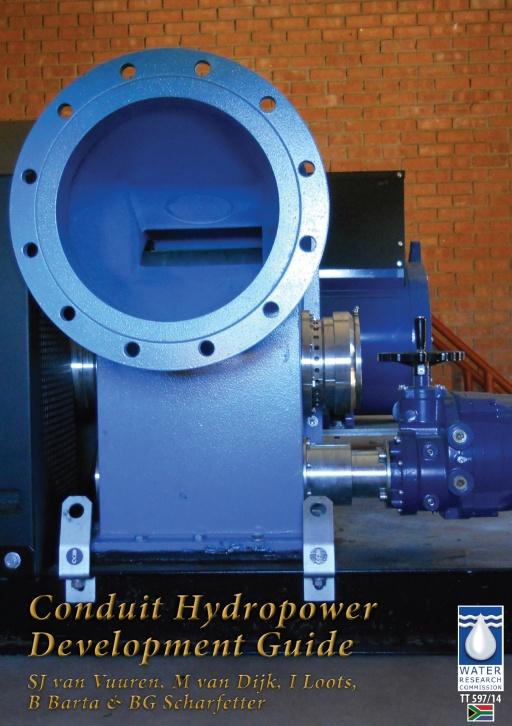 Conduit Hydropower
Development Guide
SJ van Vuuren, M van Dijk, I Loots,
B Barta & BG Scharfetter
WATER
RESEARCH
COMMISSION
TT 597/14